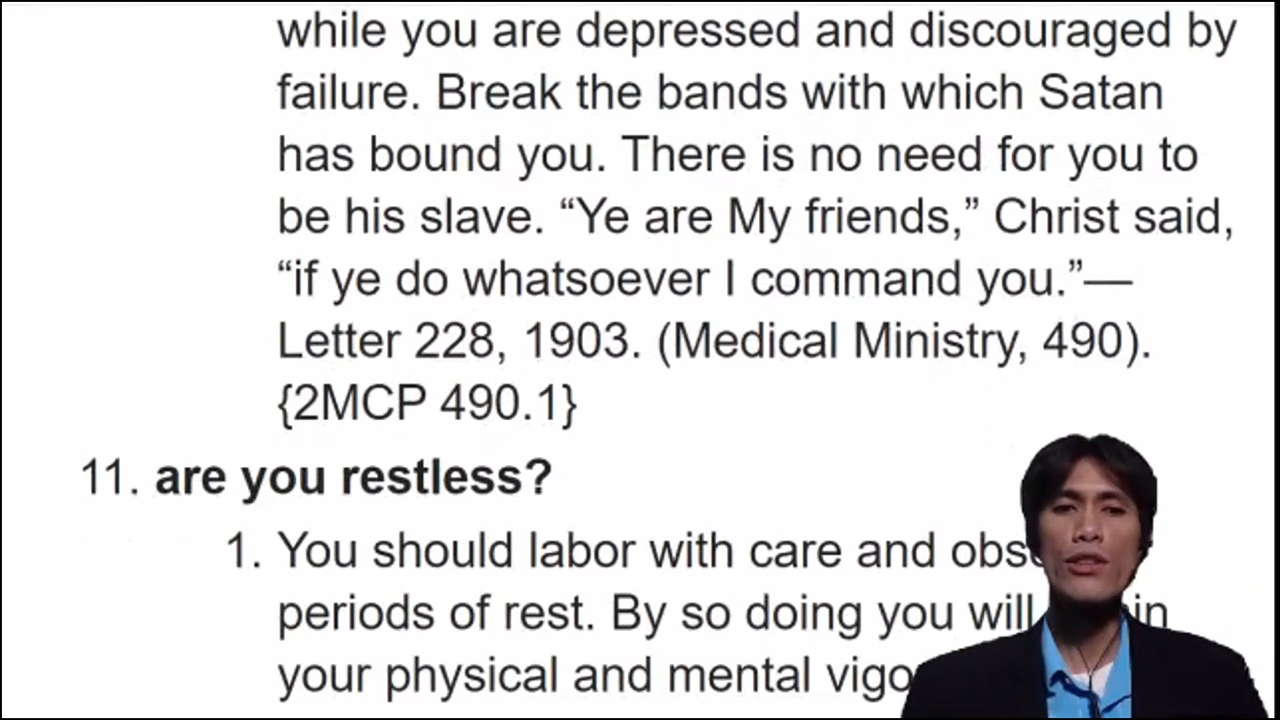 while you are depressed and discouraged by
failure. Break the bands with which Satan
has bound you. There is no need for you to
be his slave. “Ye are My friends,” Christ said,
“if ye do whatsoever I command you.”—
Letter 228, 1903. (Medical Ministry, 490).
{2MCP 490.1}
11. are you restless?
1. You should labor with care and
periods of rest. By so doing you will
your physical and mental